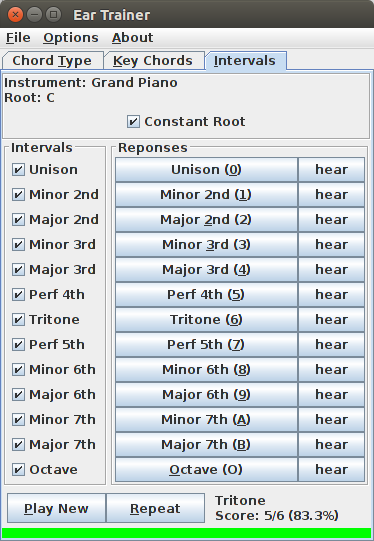 Ear Trainer
File Options About
Chord Type Key Chords Intervals
Instrument: Grand Piano
Root: C
Constant Root
Intervals Reponses
Unison Unison (0) hear
Minor 2nd Minor 2nd (1) hear
Major 2nd Major 2nd (2) hear
Minor 3rd Minor 3rd (3) hear
Major 3rd Major 3rd (4) hear
Perf 4th Perf 4th (5) hear
Tritone Tritone (6) hear
Perf 5th Perf 5th (7) hear
Minor 6th Minor 6th (8) hear
Major 6th Major 6th (9) hear
Minor 7th Minor 7th (A) hear
Major 7th Major 7th (B) hear
Octave Octave (O) hear
Play New Repeat Tritone
Score: 5/6 (83.3%)